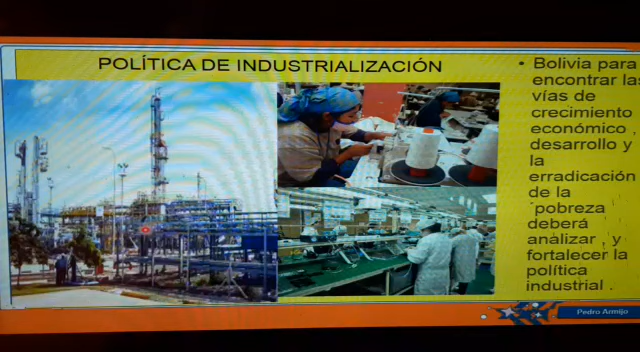 POLÍTICA DE INDUSTRIALIZACIÓN
• Bolivia para
encontrar las
vías de
crecimiento
económico ,
desarrollo y
la
erradicación
de la
pobreza
deberá
analizar y
fortalecer la
política
industrial .
Pedro Armijo